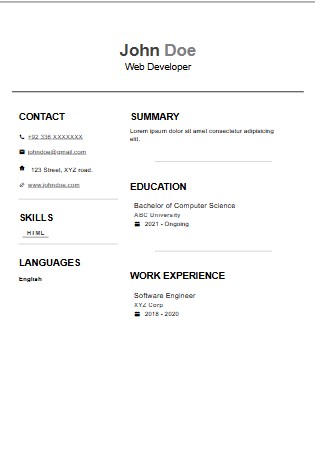 John Doe
Web Developer
CONTACT
+92 336 XXXXXXX
johndoe@gmail.com
123 Street, XYZ road.
www.johndoe.com
SKILLS
HTML
LANGUAGES
English
SUMMARY
Lorem ipsum dolor sit amet consectetur adipisicing
elit.
EDUCATION
Bachelor of Computer Science
ABC University
2021 - Ongoing
WORK EXPERIENCE
Software Engineer
XYZ Corp
2018 - 2020